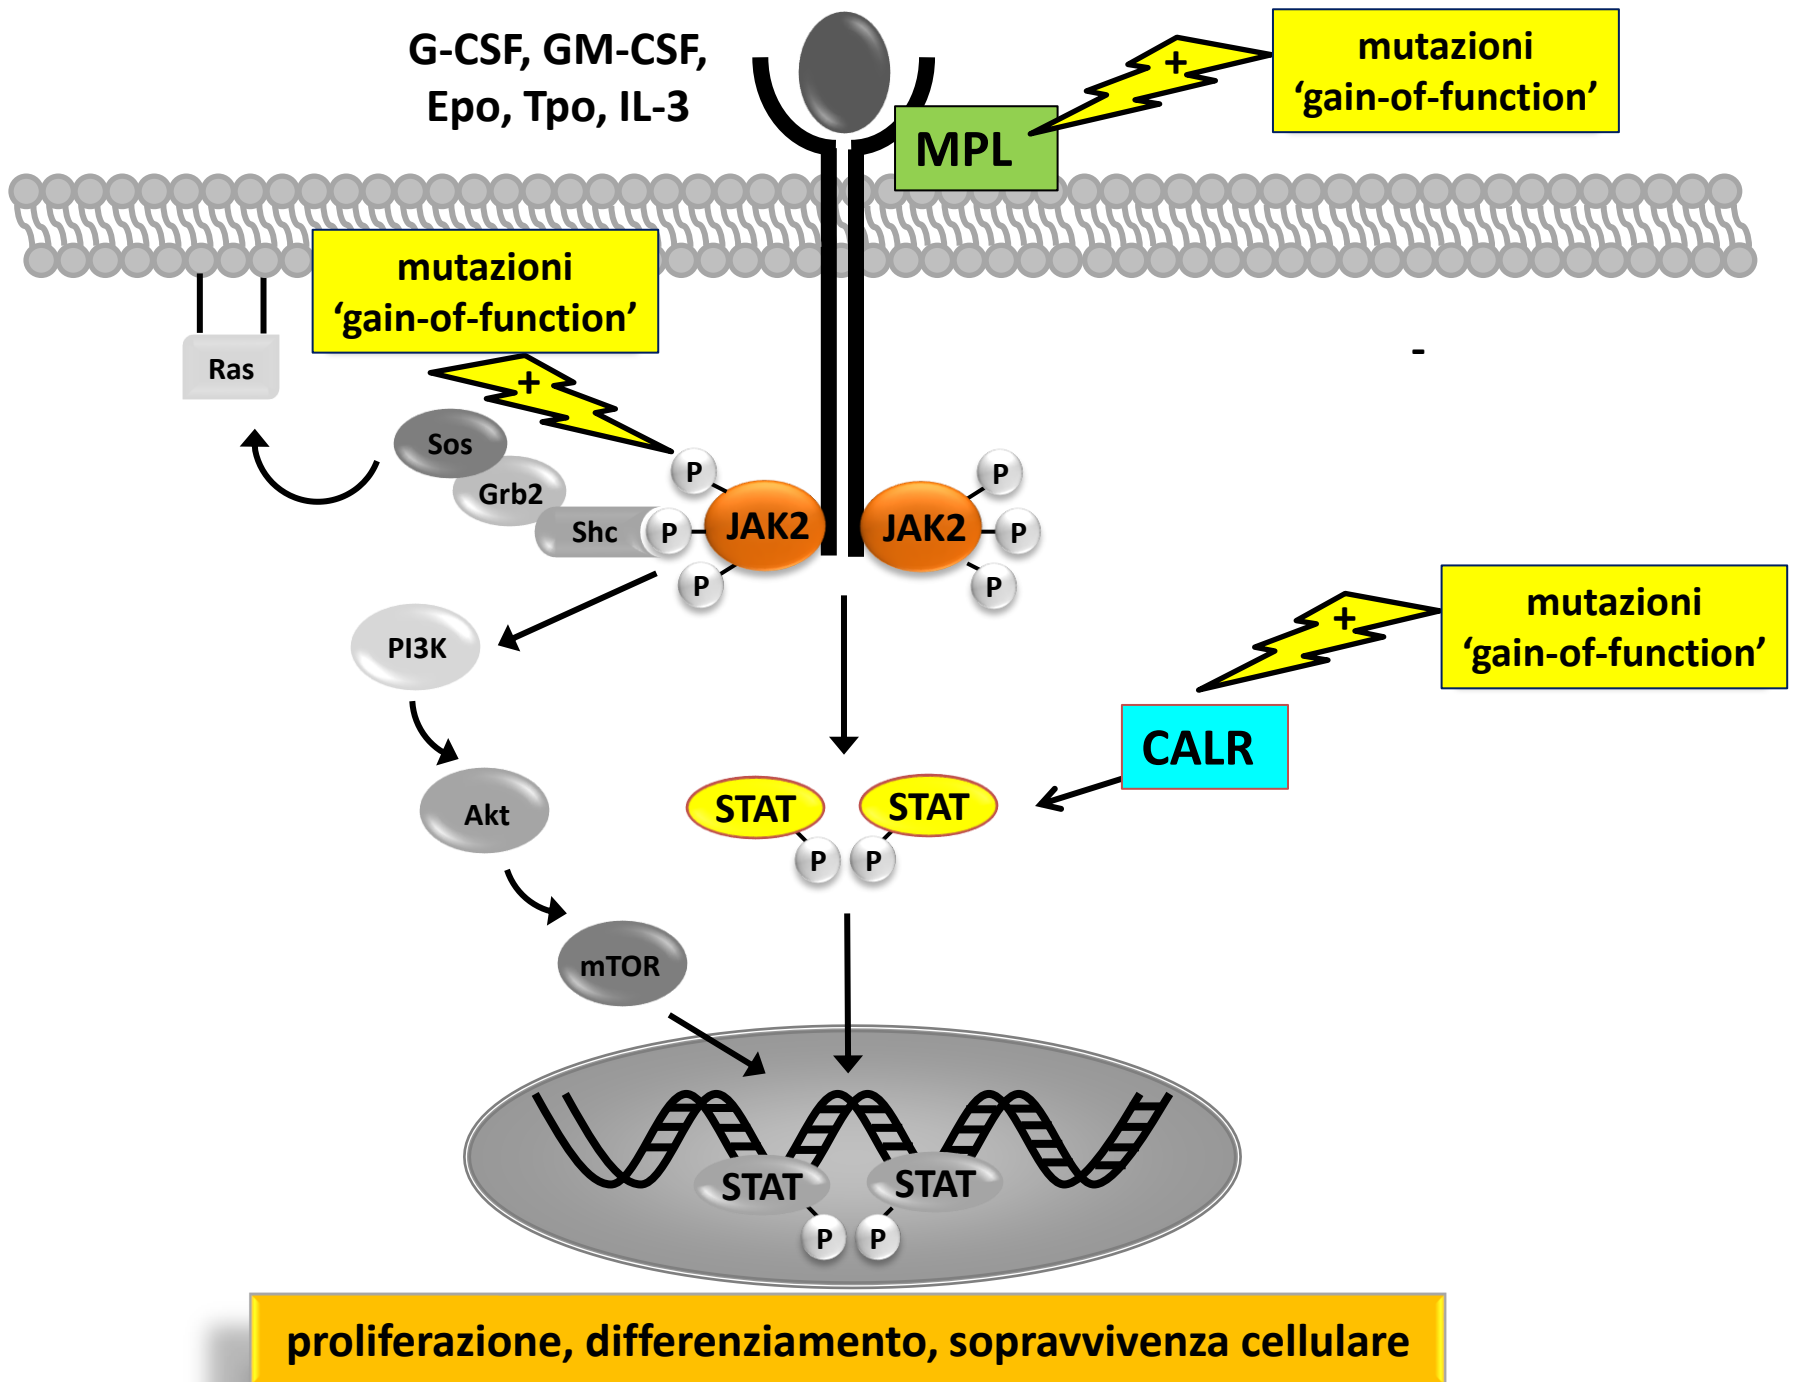 G-CSF, GM-CSF,
Epo, Tpo, IL-3
+
mutazioni
‘gain-of-function’
MPL
mutazioni
‘gain-of-function’
+
-
Ras
Sos
Grb2
Shc
P
P
P
JAK2
JAK2
P
P
P
PI3K
+
mutazioni
‘gain-of-function’
CALR
Akt
STAT
STAT
P
P
mTOR
STAT
STAT
P
P
proliferazione, differenziamento, sopravvivenza cellulare